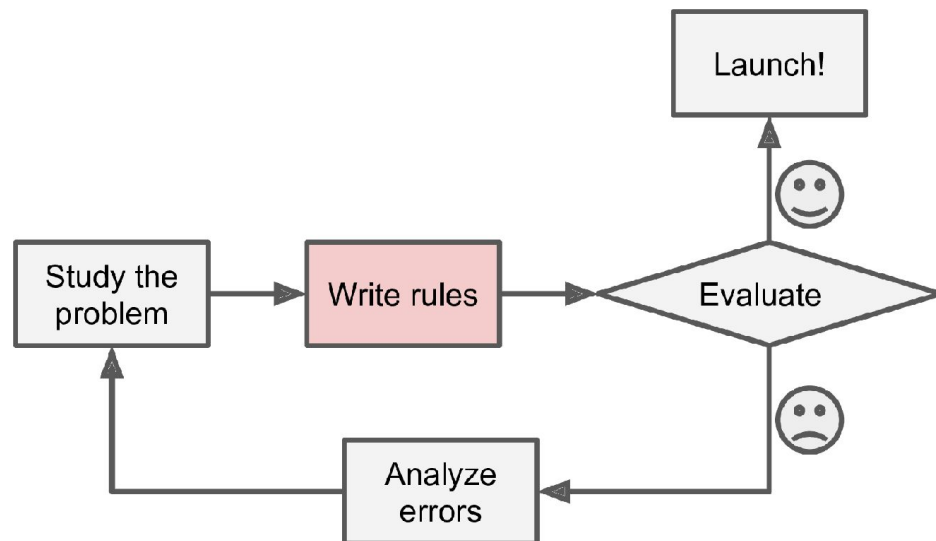 Launch!
Study the
problem
Write rules
Evaluate
Analyze
errors